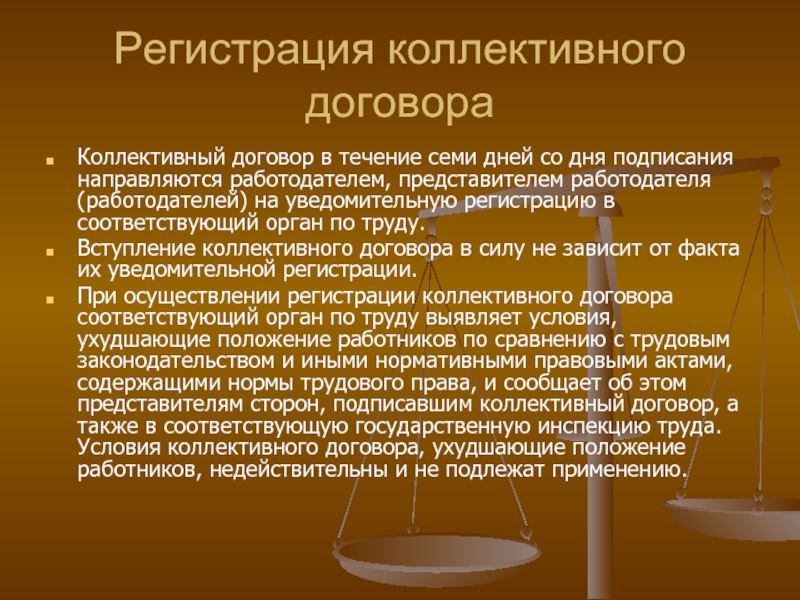 Регистрация коллективного
договора
Коллективный договор в течение семи дней со дня подписания
направляются работодателем, представителем работодателя
(работодателей) на уведомительную регистрацию в
соответствующий орган по труду.
Вступление коллективного договора в силу не зависит от факта
их уведомительной регистрации.
При осуществлении регистрации коллективного договора
соответствующий орган по труду выявляет условия,
ухудшающие положение работников по сравнению с трудовым
законодательством и иными нормативными правовыми актами,
содержащими нормы трудового права, и сообщает об этом
представителям сторон, подписавшим коллективный договор, а
также в соответствующую государственную инспекцию труда.
Условия коллективного договора, ухудшающие положение
работников, недействительны и не подлежат применению.